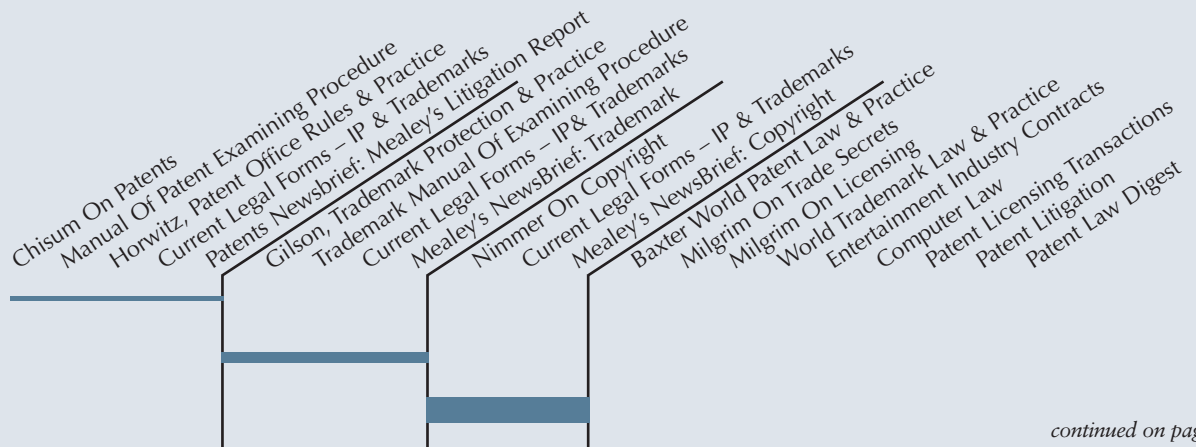 Chisum On Patents
Manual Of Patent Examining Procedure
Horwitz, Patent Office Rules & Practice
Current Legal Forms – IP & Trademarks
Patents Newsbrief: Mealey's Litigation Report
Gilson, Trademark Protection & Practice
Trademark Manual Of Examining Procedure
Current Legal Forms – IP& Trademarks
Mealey's NewsBrief: Trademark
Nimmer On Copyright
Current Legal Forms – IP & Trademarks
Mealey's NewsBrief: Copyright
Baxter World Patent Law & Practice
Milgrim On Trade Secrets
Milgrim On Licensing
World Trademark Law & Practice
Entertainment Industry Contracts
Computer Law
Patent Licensing Transactions
Patent Litigation
Patent Law Digest
continued on pag